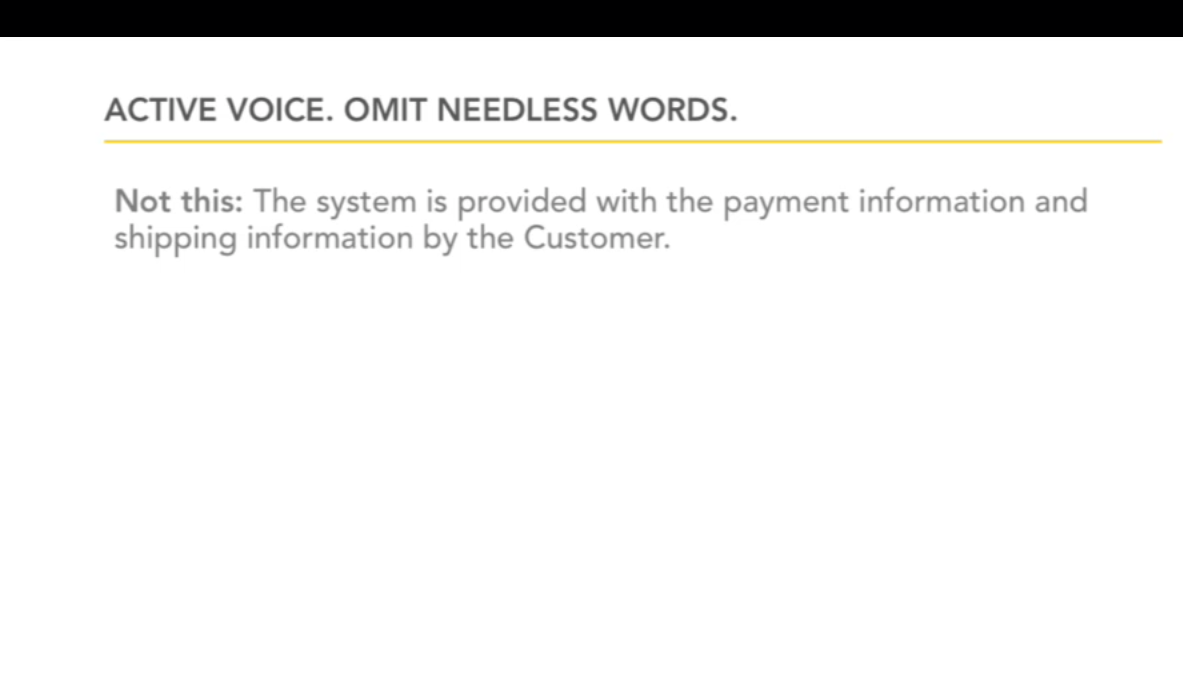 ACTIVE VOICE. OMIT NEEDLESS WORDS.
Not this: The system is provided with the payment information and
shipping information by the Customer.